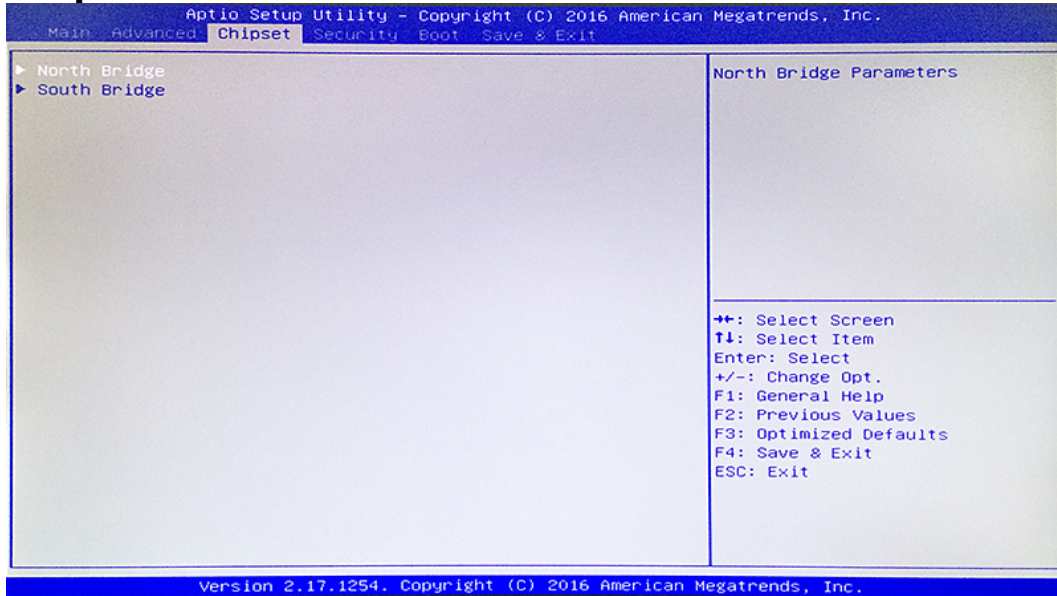 Aptio Setup Utility – Copyright (C) 2016 American Megatrends, Inc.
Main Advanced Chipset Security Boot Save & Exit
▶ North Bridge
▶ South Bridge
North Bridge Parameters
→←: Select Screen
↑↓: Select Item
Enter: Select
+/-: Change Opt.
F1: General Help
F2: Previous Values
F3: Optimized Defaults
F4: Save & Exit
ESC: Exit
Version 2.17.1254. Copyright (C) 2016 American Megatrends, Inc.